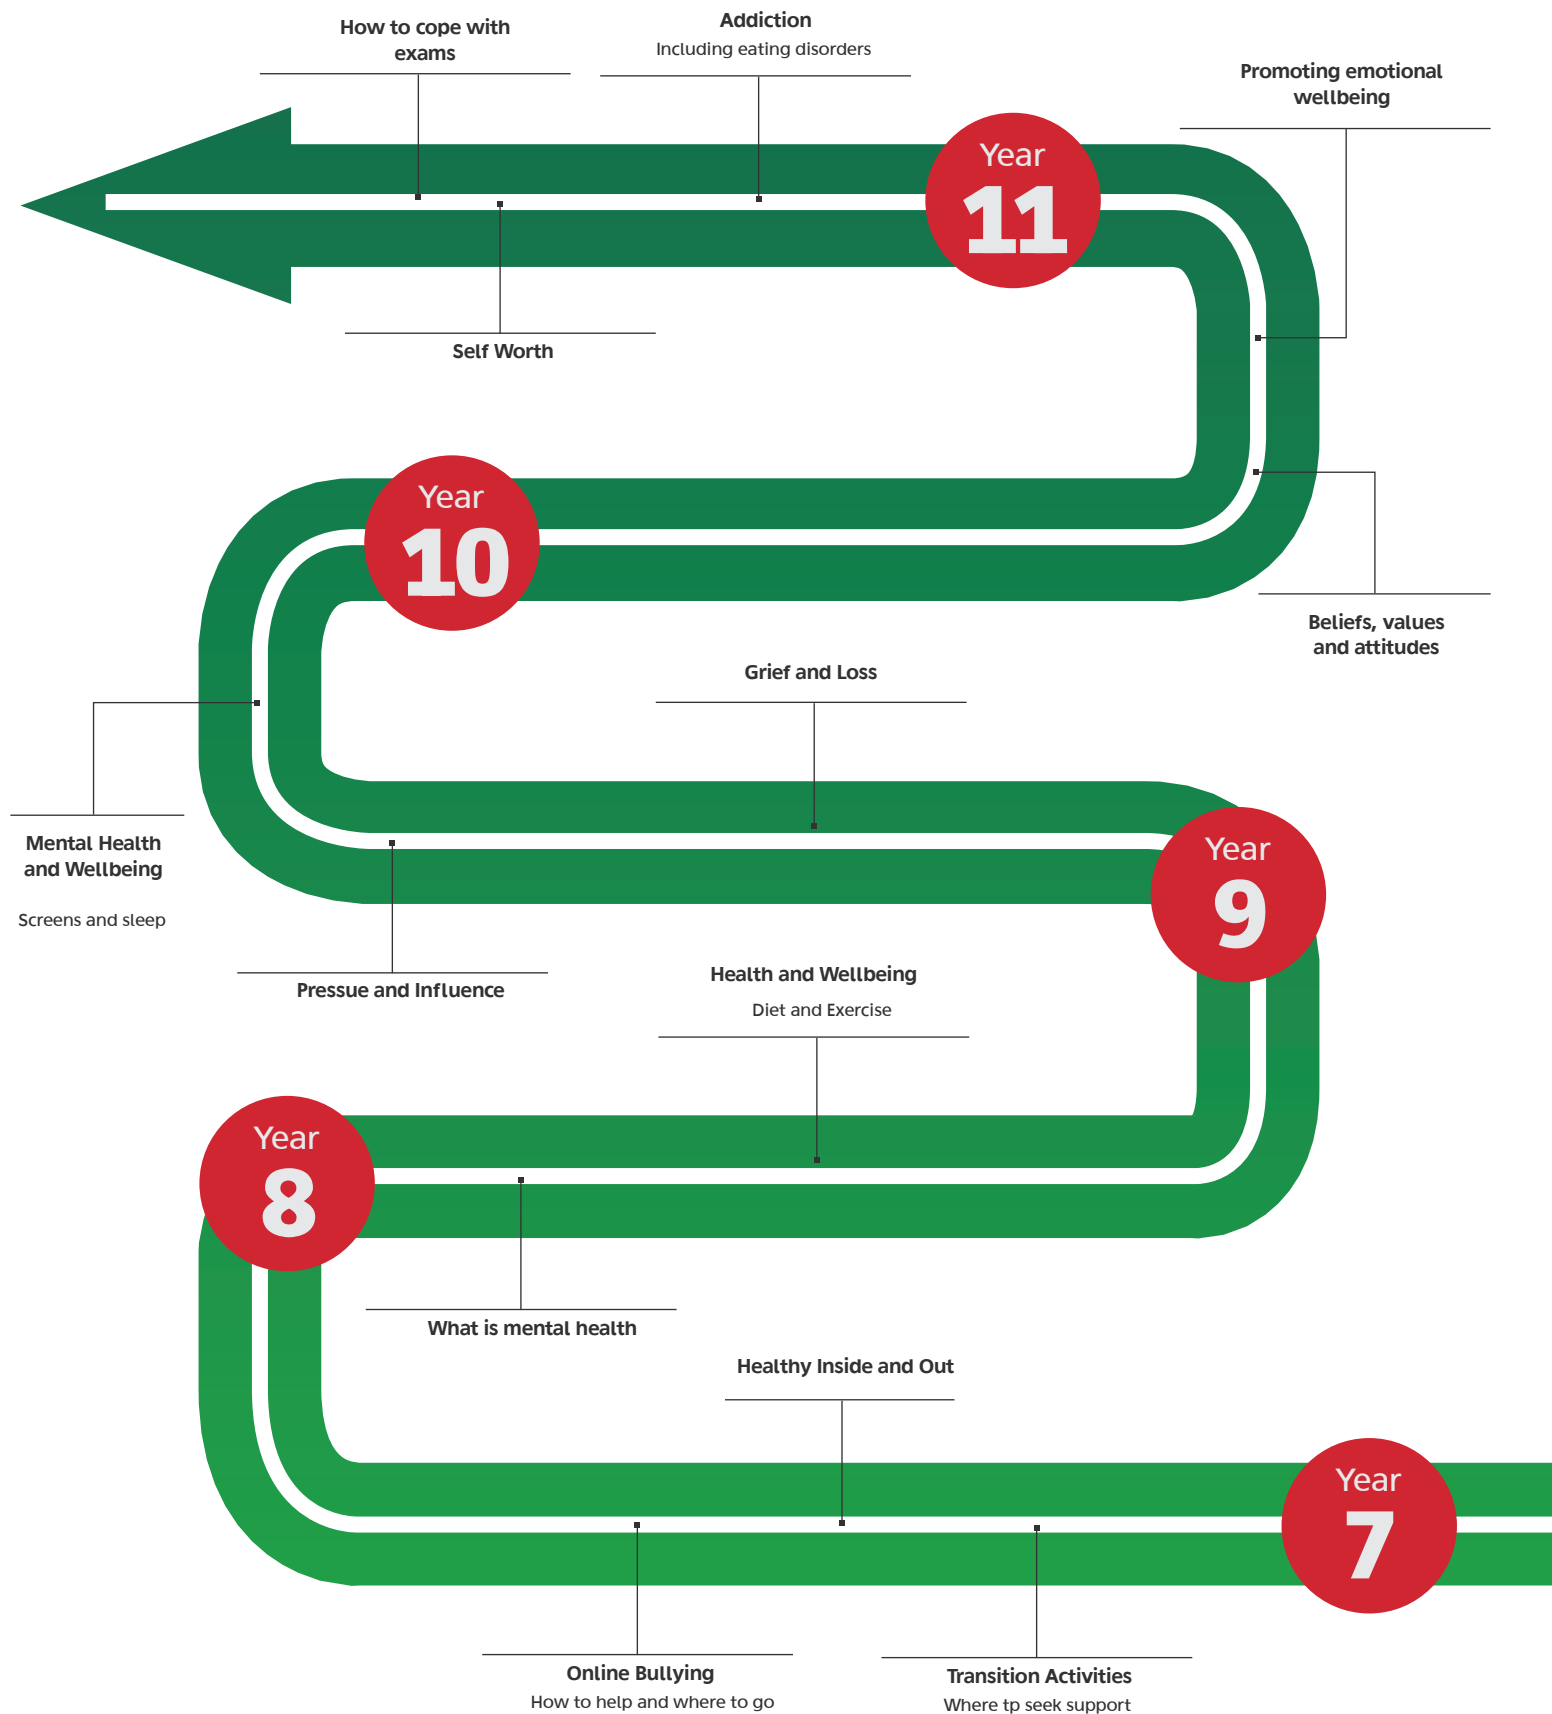 How to cope with
exams
Addiction
Including eating disorders
Promoting emotional
wellbeing
Year
11
Self Worth
Year
10
Beliefs, values
and attitudes
Grief and Loss
Mental Health
and Wellbeing
Screens and sleep
Year
9
Pressue and Influence
Health and Wellbeing
Diet and Exercise
Year
8
What is mental health
Healthy Inside and Out
Year
7
Online Bullying
How to help and where to go
Transition Activities
Where tp seek support